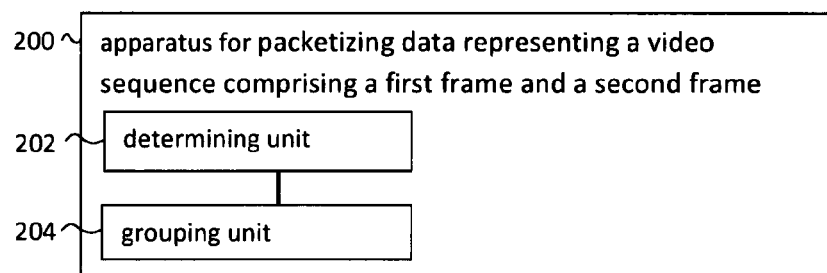 200 apparatus for packetizing data representing a video
sequence comprising a first frame and a second frame
202 determining unit
204 grouping unit